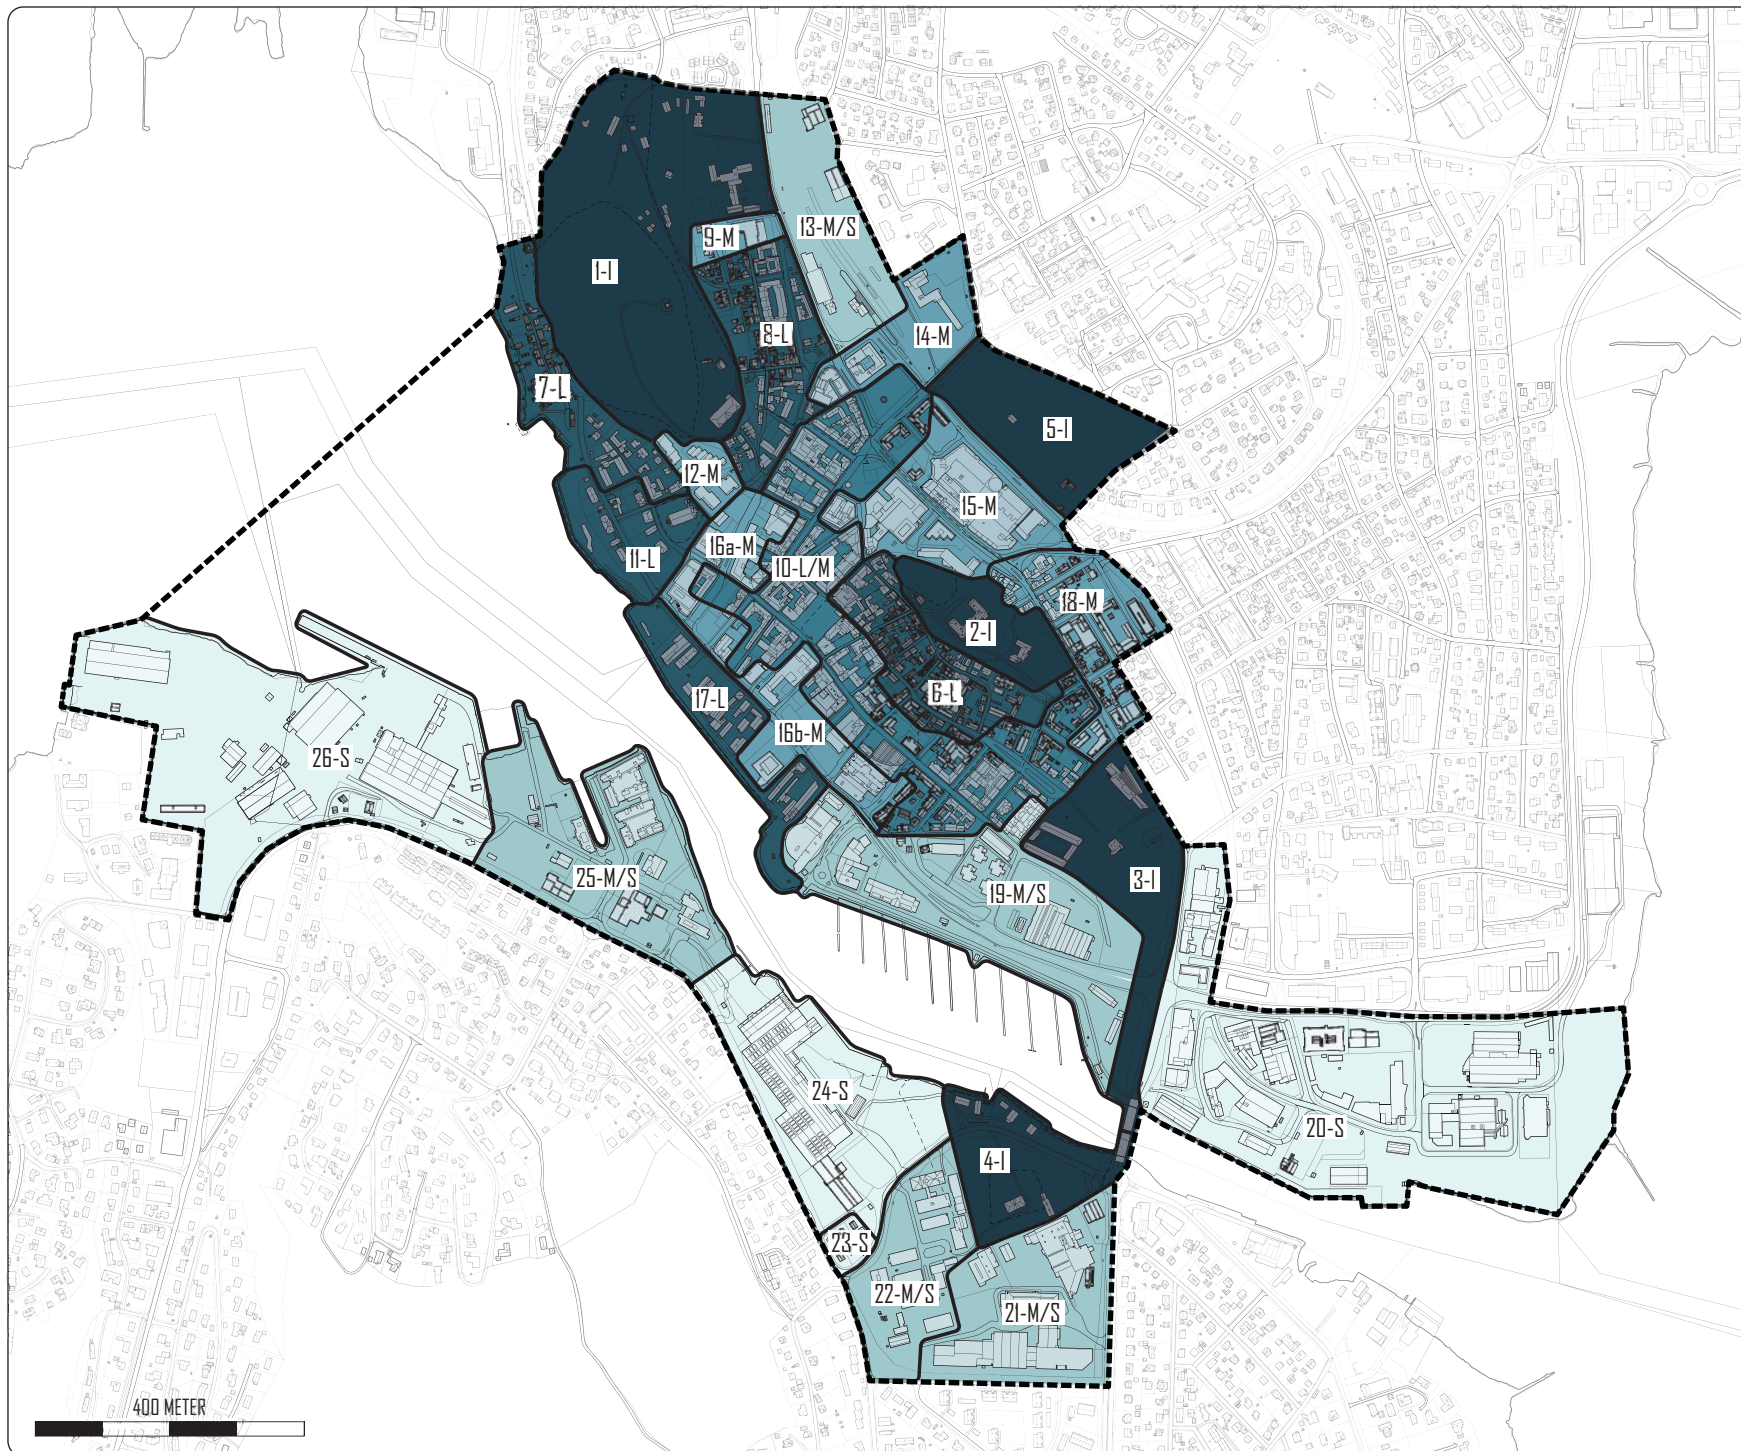 13-M/S
9-M
1-I
8-L
14-M
7-L
5-I
12-M
15-M
16a-M
11-L
10-L/M
18-M
2-I
6-L
17-L
16b-M
26-S
25-M/S
3-I
19-M/S
24-S
20-S
4-I
23-S
22-M/S
21-M/S
400 METER